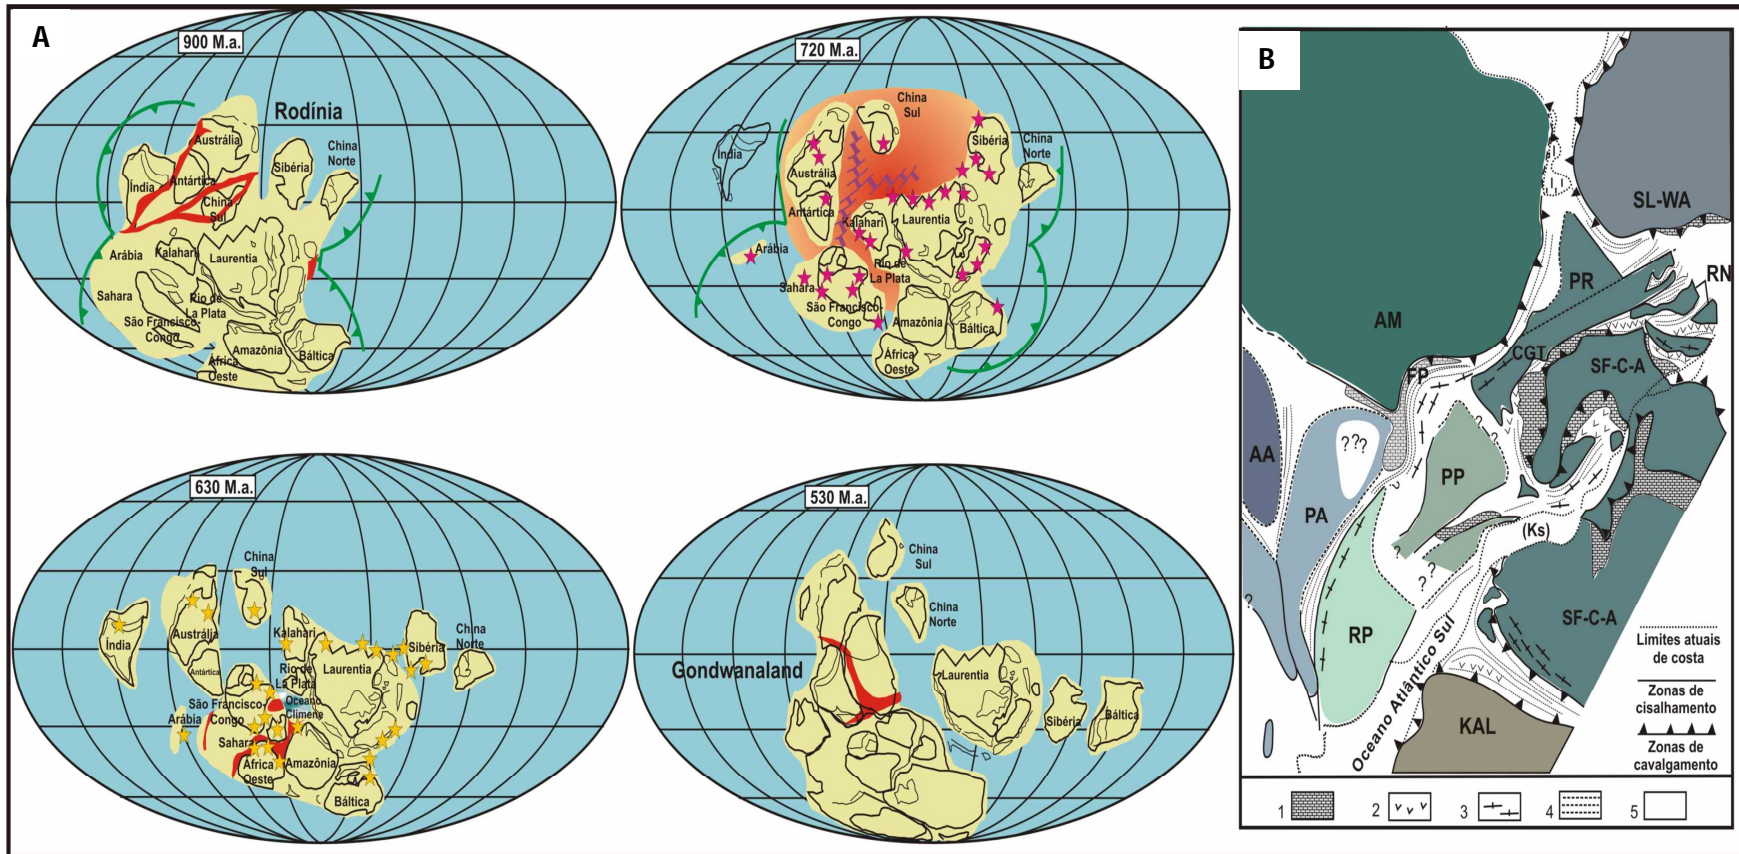 A
900 M.a.
Rodínia
Austrália
Sibéria
China
Norte
Índia
Antártica
China
Sul
Arábia
Kalahari
Laurentia
Sahara
Rio de
La Plata
São Francisco-
Congo
Amazônia
Báltica
África
Oeste
720 M.a.
China
Sul
Índia
Sibéria
China
Norte
Austrália
Antártica
Laurentia
Kalahari
Arábia
Rio de
La Plata
Sahara
São Francisco-
Congo
Amazônia
Báltica
África
Oeste
630 M.a.
China
Sul
Índia
Austrália
Kalahari
Sibéria
China
Norte
Antártica
Rio de
La Plata
Laurentia
São Francisco-
Congo
Oceano
Climene
Arábia
Sahara
África
Oeste
Amazônia
Báltica
530 M.a.
China
Sul
China
Norte
Gondwanaland
Laurentia
Sibéria
Báltica
B
SL-WA
PR
RN
AM
CGT
FP
SF-C-A
???
AA
PP
PA
(Ks)
? ?
?
RP
SF-C-A
Oceano Atlântico Sul
KAL
Limites atuais
de costa
Zonas de
cisalhamento
Zonas de
cavalgamento
1
2
3
4
5